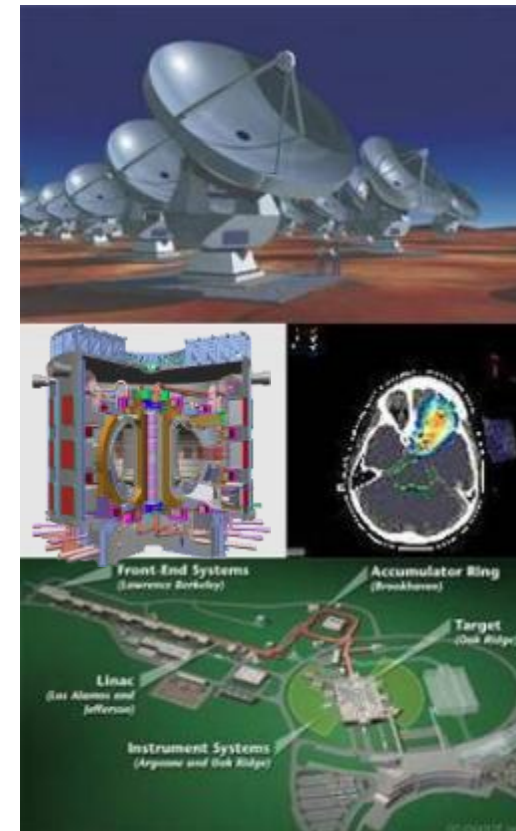 Front-End Systems
(Lawrence Berkeley)
Accumulator Ring
(Brookhaven)
Target
(Oak Ridge)
Linac
(Los Alamos and
Jefferson)
Instrument Systems
(Argonne and Oak Ridge)